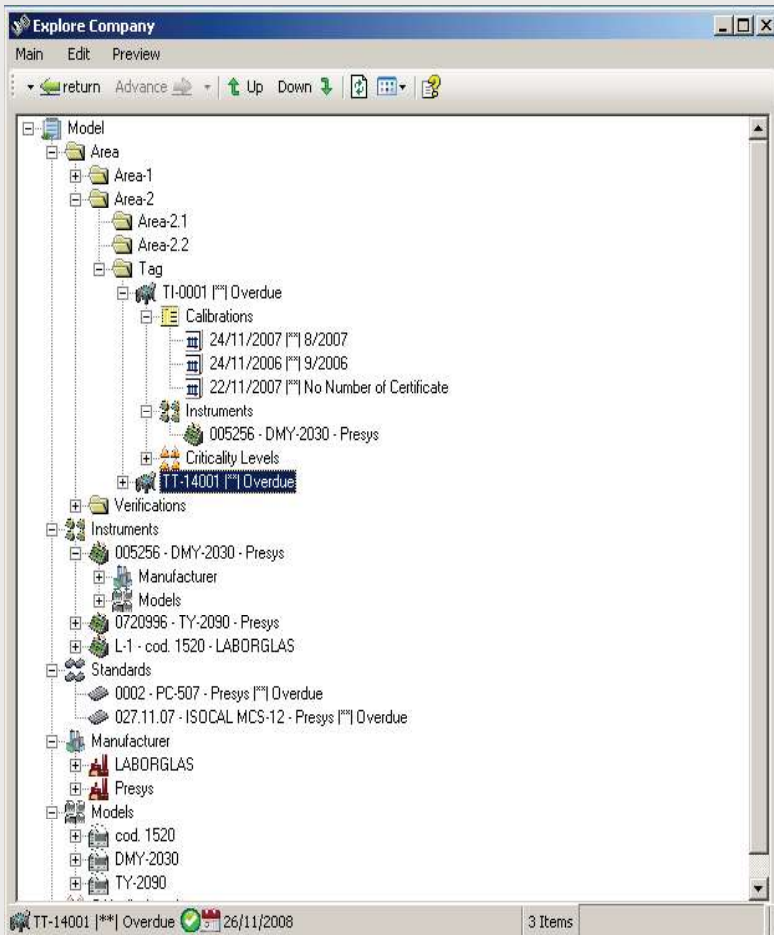 Explore Company
Main Edit Preview
return Advance Up Down
Model
Area
Area-1
Area-2
Area-2.1
Area-2.2
Tag
TI-0001 |**| Overdue
Calibrations
24/11/2007 |**| 8/2007
24/11/2006 |**| 9/2006
22/11/2007 |**| No Number of Certificate
Instruments
005256 - DMY-2030 - Presys
Criticality Levels
TT-14001 |**| Overdue
Verifications
Instruments
005256 - DMY-2030 - Presys
Manufacturer
Models
0720996 - TY-2090 - Presys
L-1 - cod. 1520 - LABORGLAS
Standards
0002 - PC-507 - Presys |**| Overdue
027.11.07 - ISOCAL MCS-12 - Presys |**| Overdue
Manufacturer
LABORGLAS
Presys
Models
cod. 1520
DMY-2030
TY-2090
TT-14001 |**| Overdue 26/11/2008 3 Items